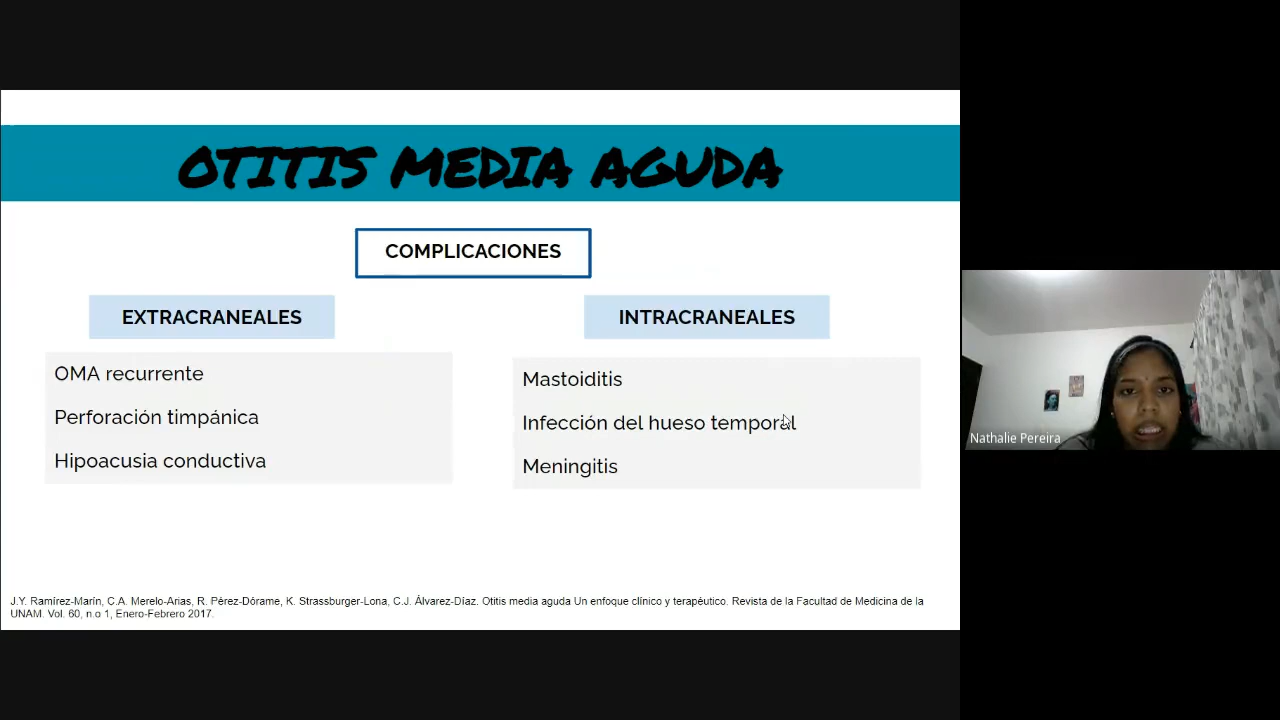 OTITIS MEDIA AGUDA
COMPLICACIONES
EXTRACRANEALES
OMA recurrente
Perforación timpánica
Hipoacusia conductiva
INTRACRANEALES
Mastoiditis
Infección del hueso temporal
Meningitis
J.Y. Ramírez-Marín, C.A. Merelo-Arias, R. Pérez-Dórame, K. Strassburger-Lona, C.J. Álvarez-Díaz. Otitis media aguda Un enfoque clínico y terapéutico. Revista de la Facultad de Medicina de la
UNAM. Vol. 60, n.o 1, Enero-Febrero 2017.
Nathalie Pereira